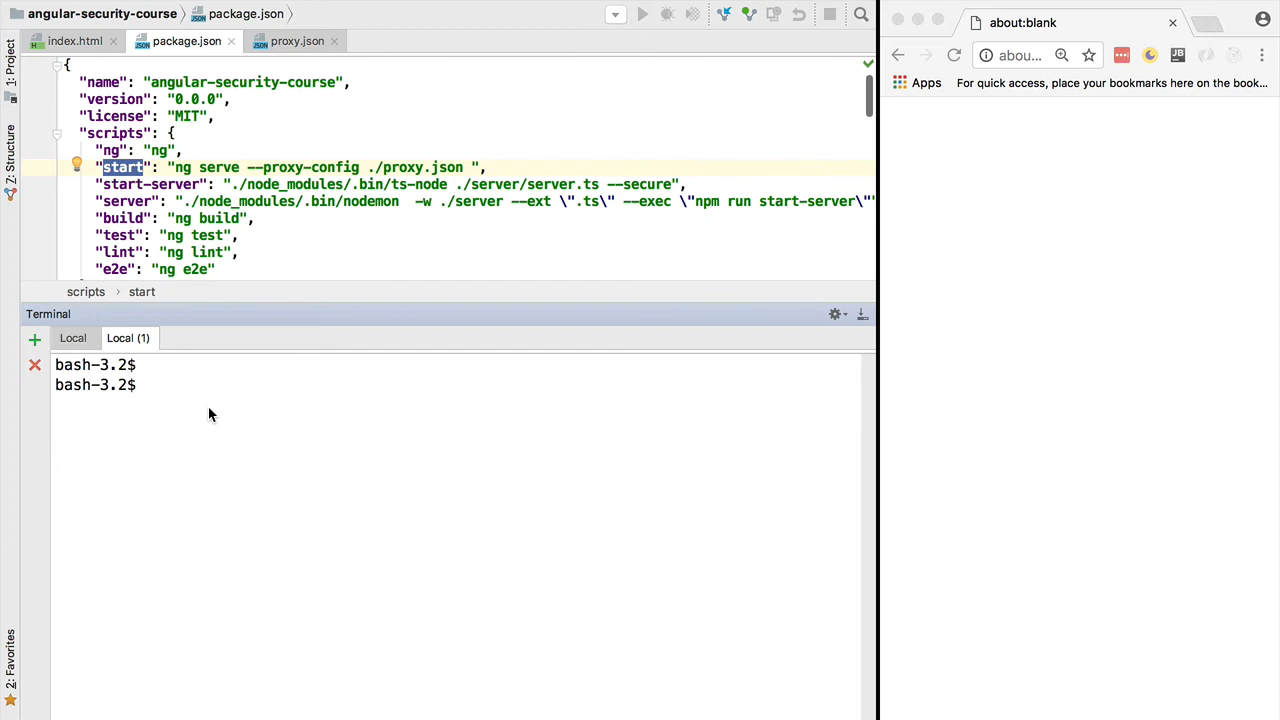 angular-security-course package.json
index.html package.json proxy.json
1: Project
Z: Structure
2: Favorites
{
"name": "angular-security-course",
"version": "0.0.0",
"license": "MIT",
"scripts": {
"ng": "ng",
"start": "ng serve --proxy-config ./proxy.json ",
"start-server": "./node_modules/.bin/ts-node ./server/server.ts --secure",
"server": "./node_modules/.bin/nodemon  -w ./server --ext \".ts\" --exec \"npm run start-server\"
"build": "ng build",
"test": "ng test",
"lint": "ng lint",
"e2e": "ng e2e"
scripts › start
Terminal
Local Local (1)
bash-3.2$
bash-3.2$
about:blank
abou...
JB
Apps For quick access, place your bookmarks here on the book...